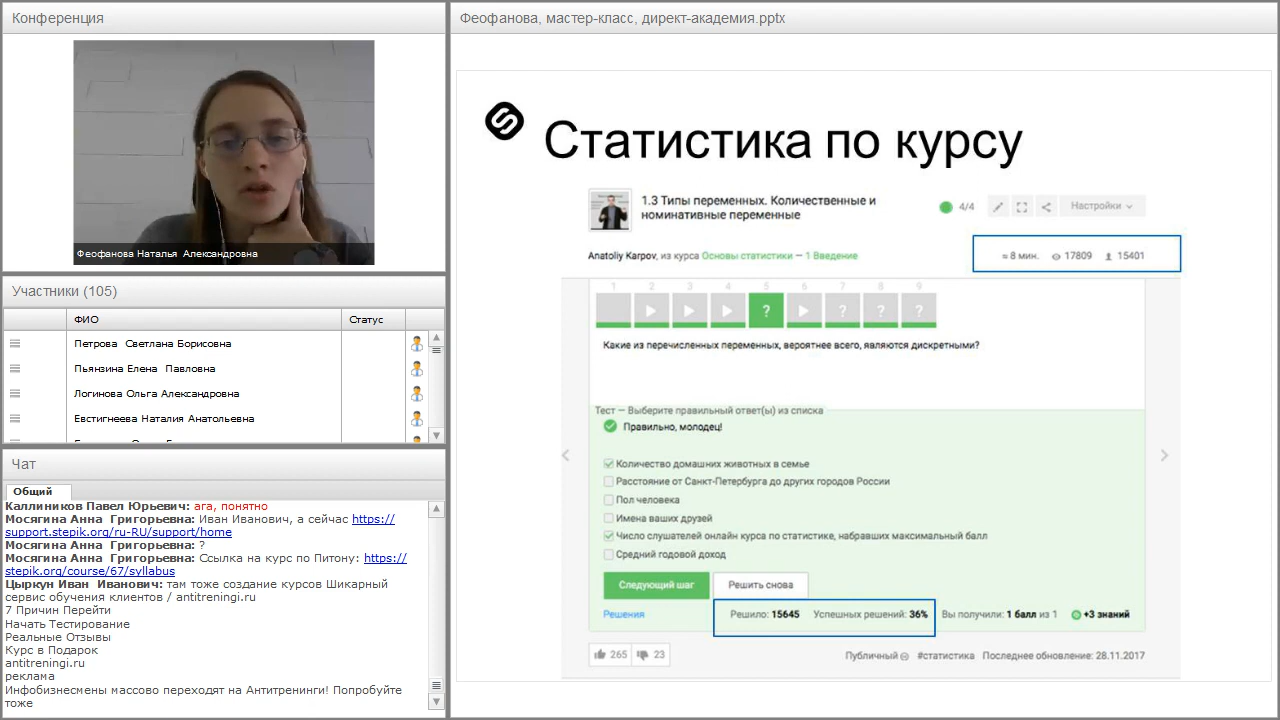 Конференция
Феофанова Наталья Александровна
Участники (105)
ФИО
Статус
Петрова Светлана Борисовна
Пьянзина Елена Павловна
Логинова Ольга Александровна
Евстигнеева Наталия Анатольевна
Чат
Общий
Каллиников Павел Юрьевич: ага, понятно
Мосягина Анна Григорьевна: Иван Иванович, а сейчас https://
support.stepik.org/ru-RU/support/home
Мосягина Анна Григорьевна: ?
Мосягина Анна Григорьевна: Ссылка на курс по Питону: https://
stepik.org/course/67/syllabus
Цыркун Иван Иванович: там тоже создание курсов Шикарный
сервис обучения клиентов / antitreningi.ru
7 Причин Перейти
Начать Тестирование
Реальные Отзывы
Курс в Подарок
antitreningi.ru
реклама
Инфобизнесмены массово переходят на Антитренинги! Попробуйте
тоже
Феофанова, мастер-класс, директ-академия.pptx
Статистика по курсу
1.3 Типы переменных. Количественные и
номинативные переменные
4/4
Настройки
Anatoliy Karpov, из курса Основы статистики — 1 Введение
≈ 8 мин. 17809 15401
1 2 3 4 5 6 7 8 9
? ? ? ?
Какие из перечисленных переменных, вероятнее всего, являются дискретными?
Тест — Выберите правильный ответ(ы) из списка
Правильно, молодец!
Количество домашних животных в семье
Расстояние от Санкт-Петербурга до других городов России
Пол человека
Имена ваших друзей
Число слушателей онлайн курса по статистике, набравших максимальный балл
Средний годовой доход
Следующий шаг
Решить снова
Решения
Решило: 15645 Успешных решений: 36%
Вы получили: 1 балл из 1
+3 знаний
265 23
Публичный #статистика Последнее обновление: 28.11.2017